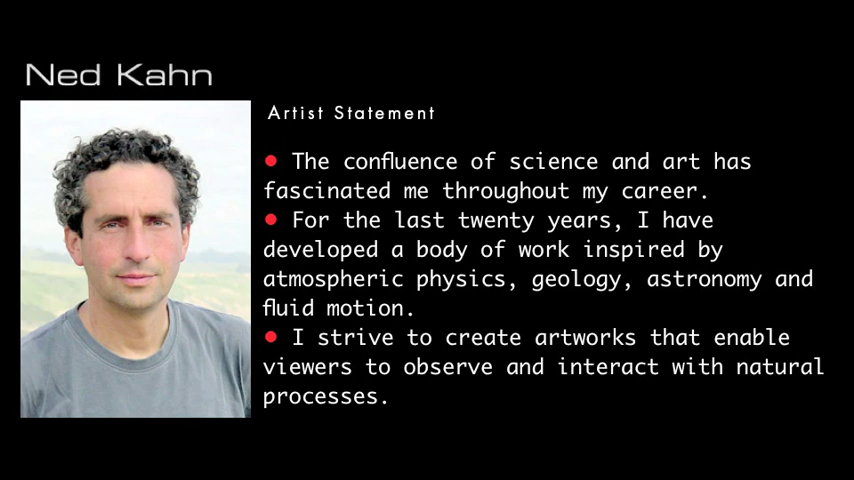 Ned Kahn
Artist Statement
• The confluence of science and art has
fascinated me throughout my career.
• For the last twenty years, I have
developed a body of work inspired by
atmospheric physics, geology, astronomy and
fluid motion.
• I strive to create artworks that enable
viewers to observe and interact with natural
processes.